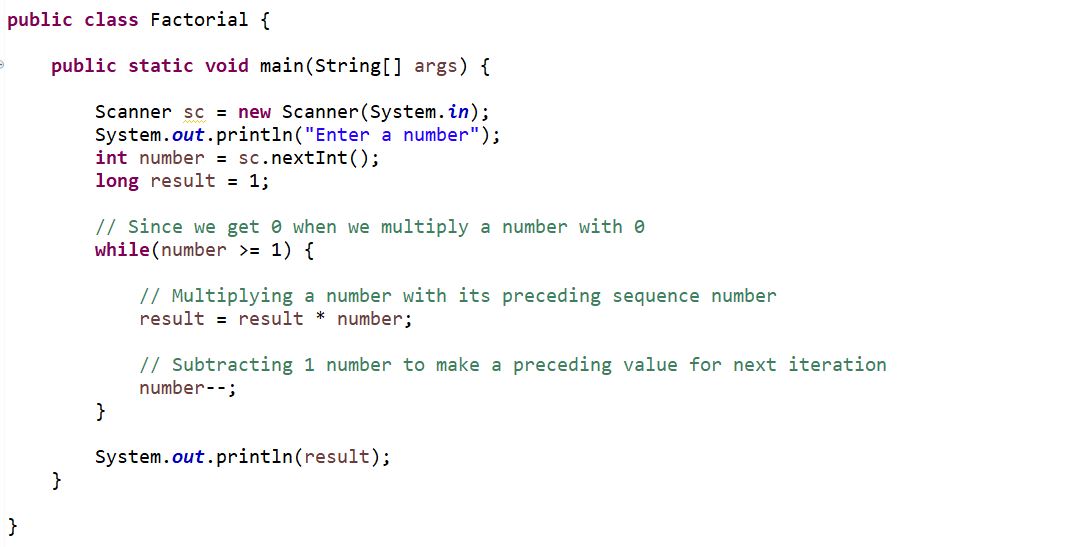 public class Factorial {
public static void main(String[] args) {
Scanner sc = new Scanner(System.in);
System.out.println("Enter a number");
int number = sc.nextInt();
long result = 1;
// Since we get 0 when we multiply a number with 0
while(number >= 1) {
// Multiplying a number with its preceding sequence number
result = result * number;
// Subtracting 1 number to make a preceding value for next iteration
number--;
}
System.out.println(result);
}
}